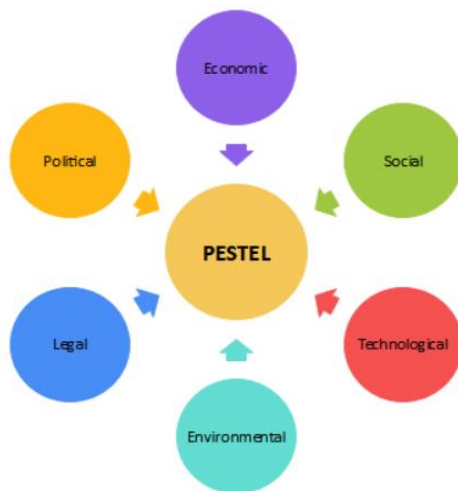 Economic
Political
Social
PESTEL
Legal
Technological
Environmental